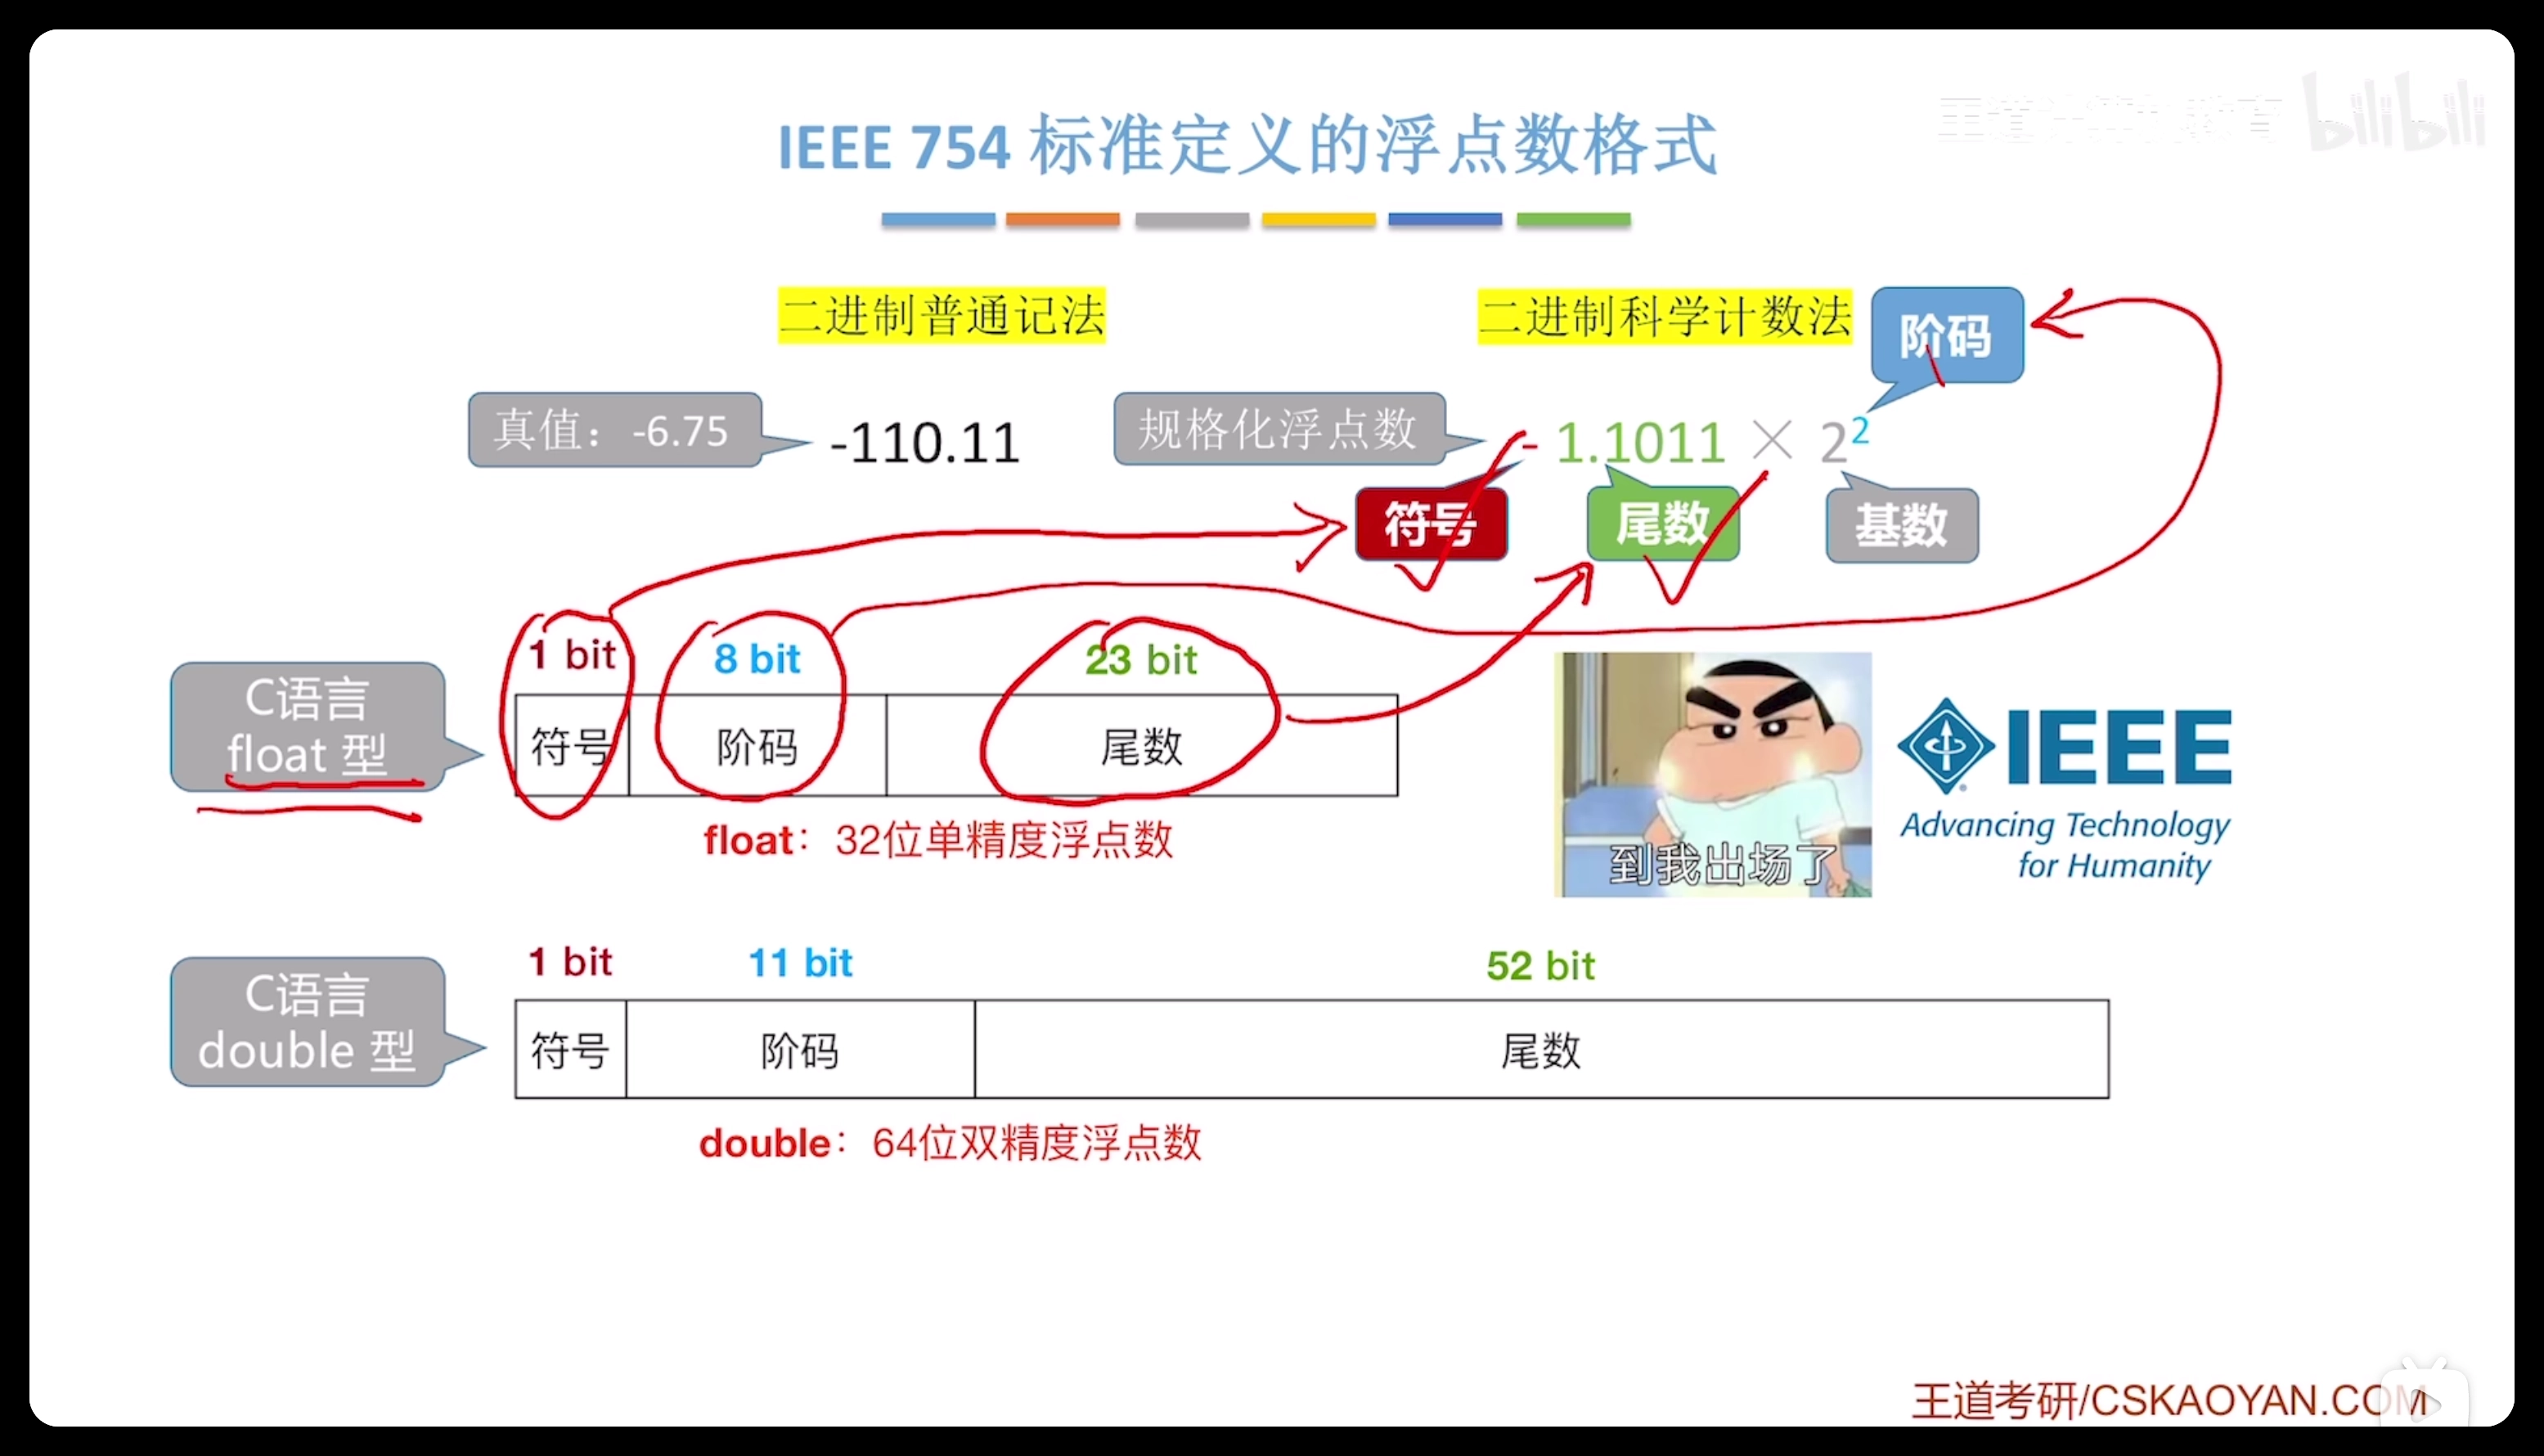 王道计算机教育 bilibili
IEEE 754 标准定义的浮点数格式
二进制普通记法
二进制科学计数法
阶码
真值：-6.75
-110.11
规格化浮点数
- 1.1011 × 2²
符号
尾数
基数
1 bit
8 bit
23 bit
C语言
float 型
符号
阶码
尾数
float：32位单精度浮点数
到我出场了
IEEE
Advancing Technology
for Humanity
1 bit
11 bit
52 bit
C语言
double 型
符号
阶码
尾数
double：64位双精度浮点数
王道考研/CSKAOYAN.COM